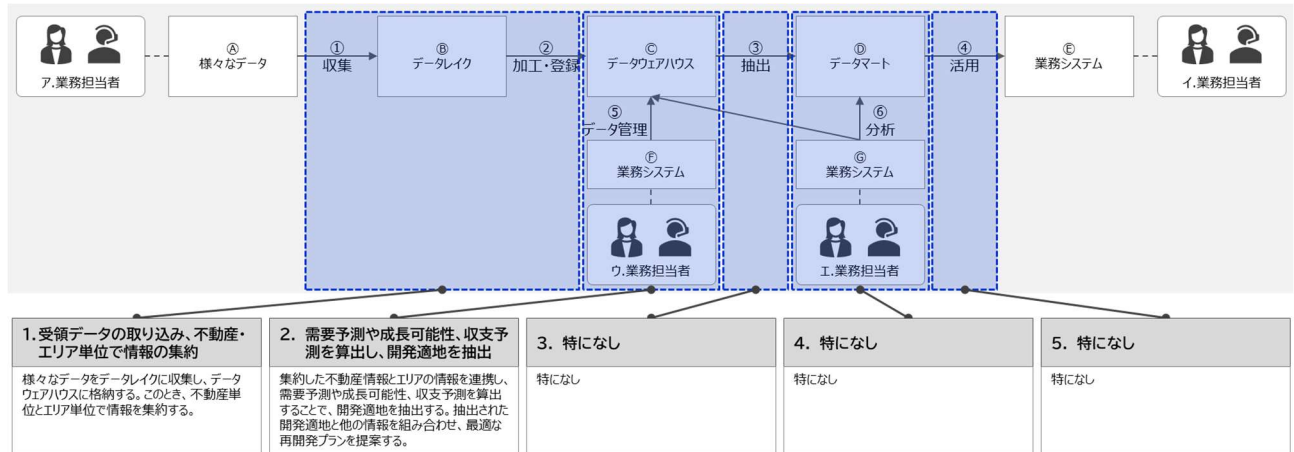 Ⓐ
様々なデータ
①
収集
Ⓑ
データレイク
②
加工・登録
Ⓒ
データウェアハウス
③
抽出
Ⓓ
データマート
④
活用
Ⓔ
業務システム
ア.業務担当者
イ.業務担当者
⑤
データ管理
⑥
分析
Ⓕ
業務システム
Ⓖ
業務システム
ウ.業務担当者
エ.業務担当者
1.受領データの取り込み、不動産・
エリア単位で情報の集約
様々なデータをデータレイクに収集し、データ
ウェアハウスに格納する。このとき、不動産単
位とエリア単位で情報を集約する。
2. 需要予測や成長可能性、収支予
測を算出し、開発適地を抽出
集約した不動産情報とエリアの情報を連携し、
需要予測や成長可能性、収支予測を算出
することで、開発適地を抽出する。抽出された
開発適地と他の情報を組み合わせ、最適な
再開発プランを提案する。
3. 特になし
特になし
4. 特になし
特になし
5. 特になし
特になし